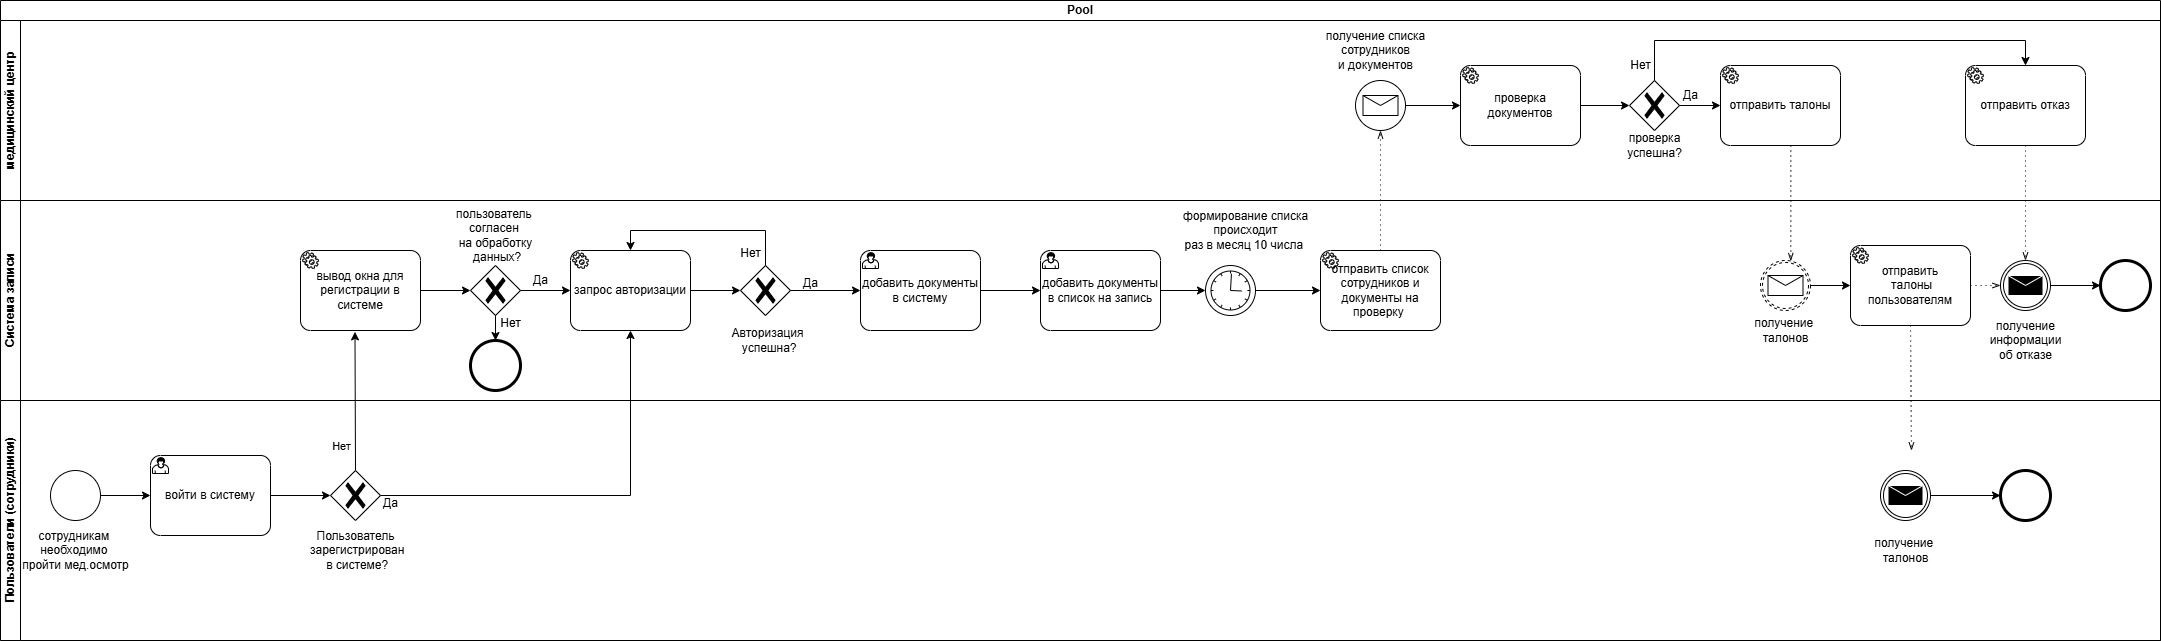 Pool
медицинский центр
получение списка
сотрудников
и документов
проверка
документов
Нет
проверка
успешна?
Да
отправить талоны
отправить отказ
Система записи
вывод окна для
регистрации в
системе
пользователь
согласен
на обработку
данных?
Да
Нет
запрос авторизации
Нет
Авторизация
успешна?
Да
добавить документы
в систему
добавить документы
в список на запись
формирование списка
происходит
раз в месяц 10 числа
отправить список
сотрудников и
документы на
проверку
получение
талонов
отправить
талоны
пользователям
получение
информации
об отказе
Пользователи (сотрудники)
сотрудникам
необходимо
пройти мед.осмотр
войти в систему
Нет
Да
Пользователь
зарегистрирован
в системе?
получение
талонов